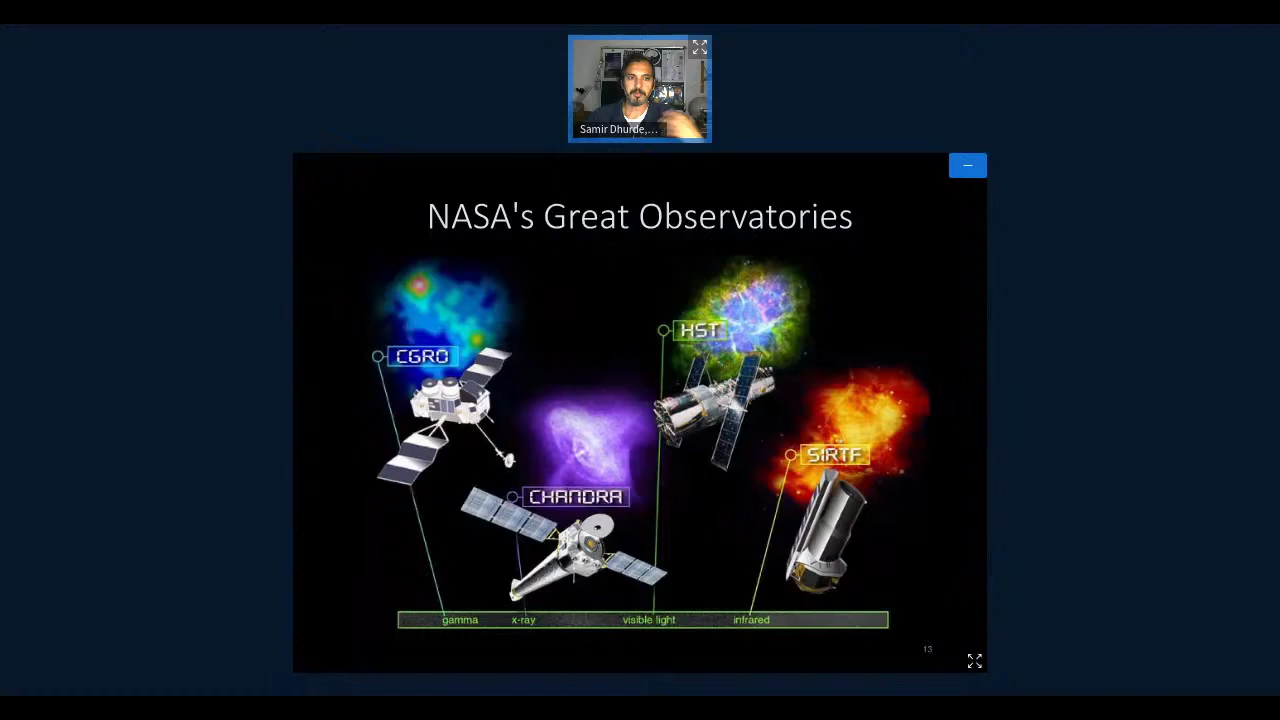 Samir Dhurde,...
NASA's Great Observatories
HST
CGRO
SIRTF
CHANDRA
gamma x-ray visible light infrared
13